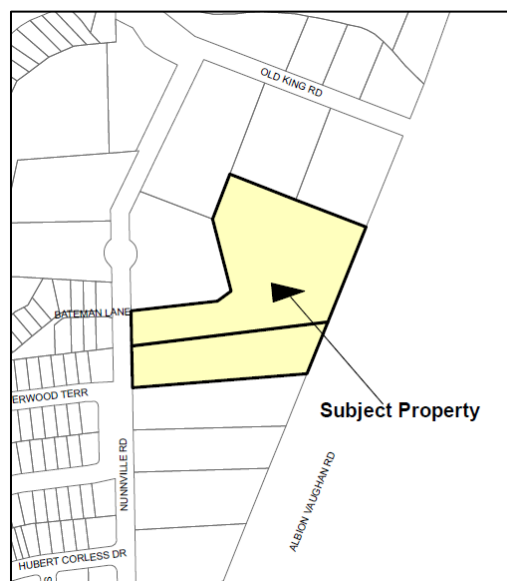 OLD KING RD
BATEMAN LANE
Subject Property
ERWOOD TERR
NUNNVILLE RD
ALBION VAUGHAN RD
HUBERT CORLESS DR
S